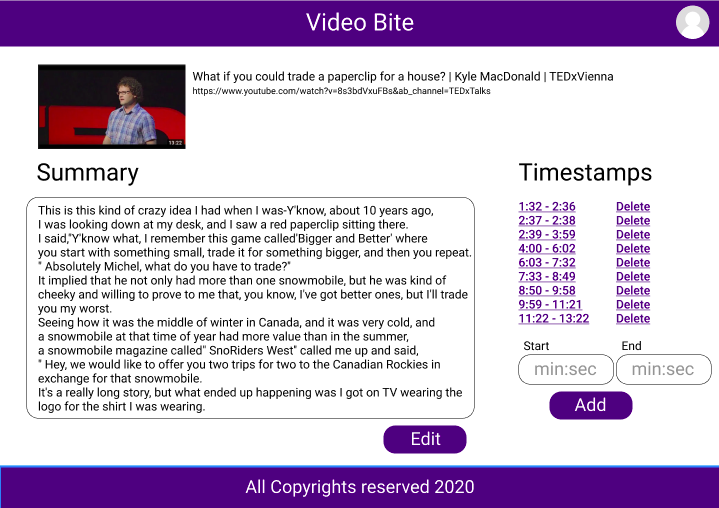 Video Bite
What if you could trade a paperclip for a house? | Kyle MacDonald | TEDxVienna
https://www.youtube.com/watch?v=8s3bdVxuFBs&ab_channel=TEDxTalks
13:22
Summary
This is this kind of crazy idea I had when I was-Y'know, about 10 years ago,
I was looking down at my desk, and I saw a red paperclip sitting there.
I said,"Y'know what, I remember this game called'Bigger and Better' where
you start with something small, trade it for something bigger, and then you repeat.
" Absolutely Michel, what do you have to trade?"
It implied that he not only had more than one snowmobile, but he was kind of
cheeky and willing to prove to me that, you know, I've got better ones, but I'll trade
you my worst.
Seeing how it was the middle of winter in Canada, and it was very cold, and
a snowmobile at that time of year had more value than in the summer,
a snowmobile magazine called" SnoRiders West" called me up and said,
" Hey, we would like to offer you two trips for two to the Canadian Rockies in
exchange for that snowmobile.
It's a really long story, but what ended up happening was I got on TV wearing the
logo for the shirt I was wearing.
Edit
Timestamps
1:32 - 2:36 Delete
2:37 - 2:38 Delete
2:39 - 3:59 Delete
4:00 - 6:02 Delete
6:03 - 7:32 Delete
7:33 - 8:49 Delete
8:50 - 9:58 Delete
9:59 - 11:21 Delete
11:22 - 13:22 Delete
Start End
min:sec min:sec
Add
All Copyrights reserved 2020